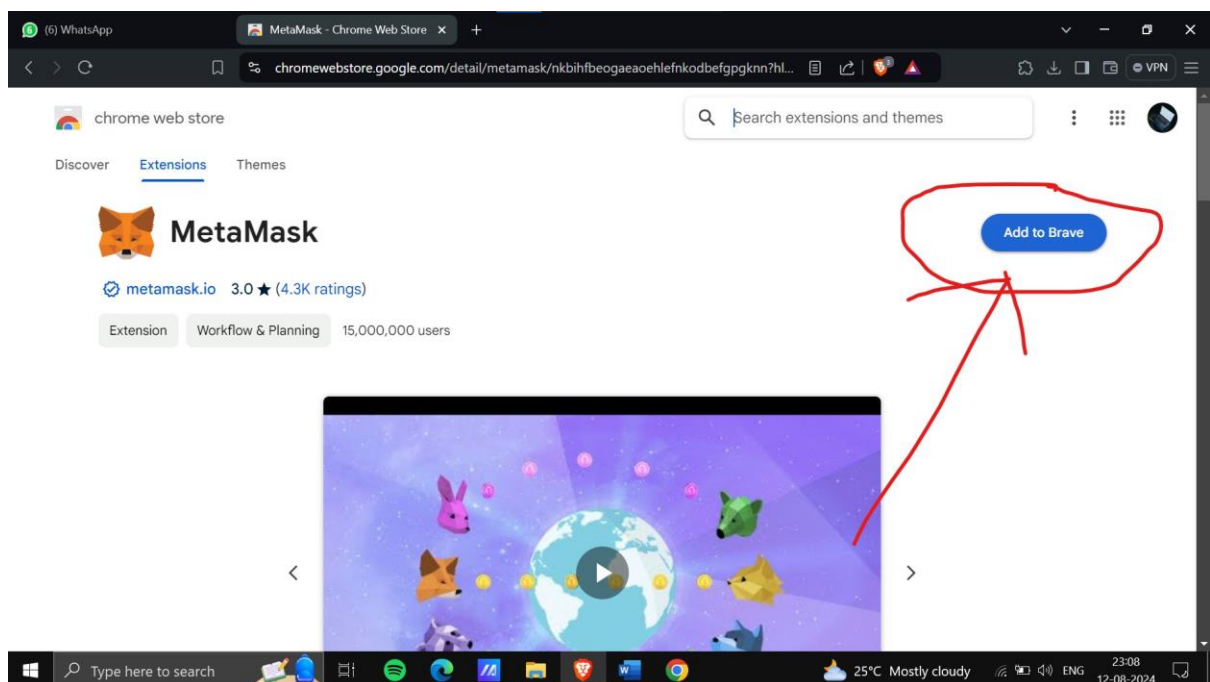 (6) WhatsApp
MetaMask - Chrome Web Store
chromewebstore.google.com/detail/metamask/nkbihfbeogaeaoehlefnkodbefgpgknn?hl...
3
VPN
chrome web store
Search extensions and themes
Discover Extensions Themes
MetaMask
Add to Brave
metamask.io 3.0 ★ (4.3K ratings)
Extension Workflow & Planning 15,000,000 users
Type here to search
25°C Mostly cloudy
ENG
23:08
12-08-2024